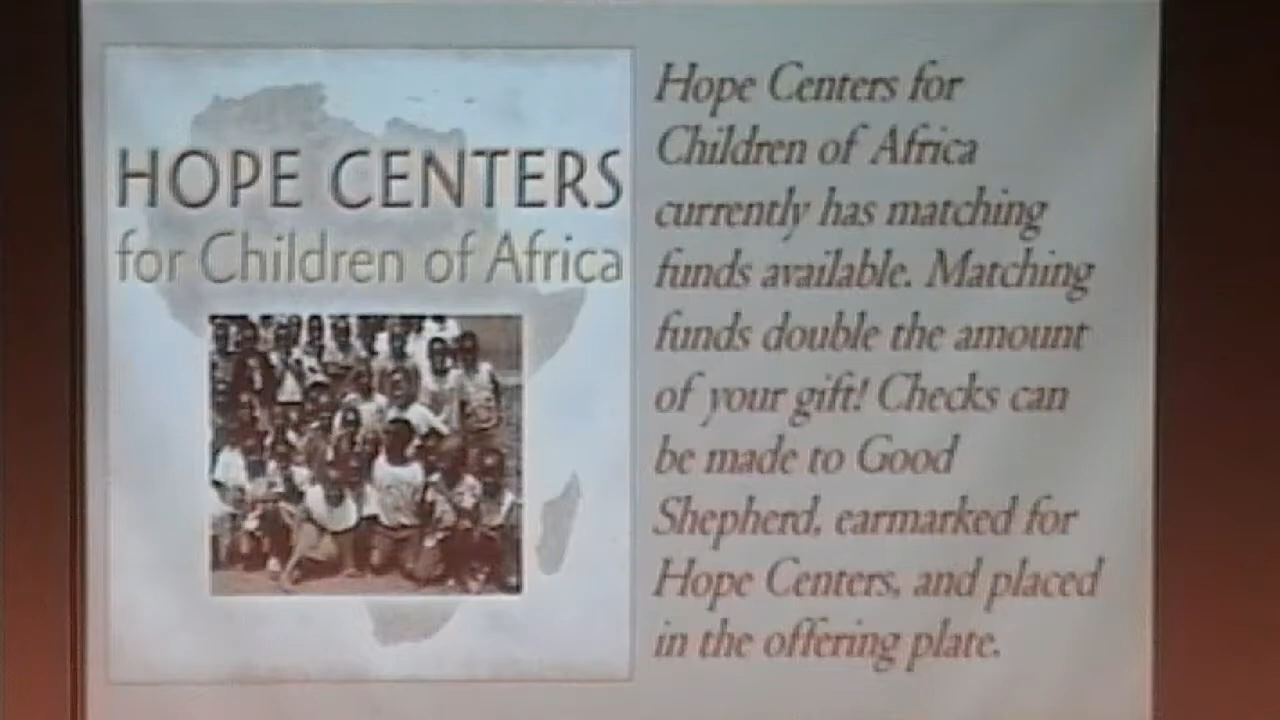 HOPE CENTERS
for Children of Africa
Hope Centers for
Children of Africa
currently has matching
funds available. Matching
funds double the amount
of your gift! Checks can
be made to Good
Shepherd, earmarked for
Hope Centers, and placed
in the offering plate.